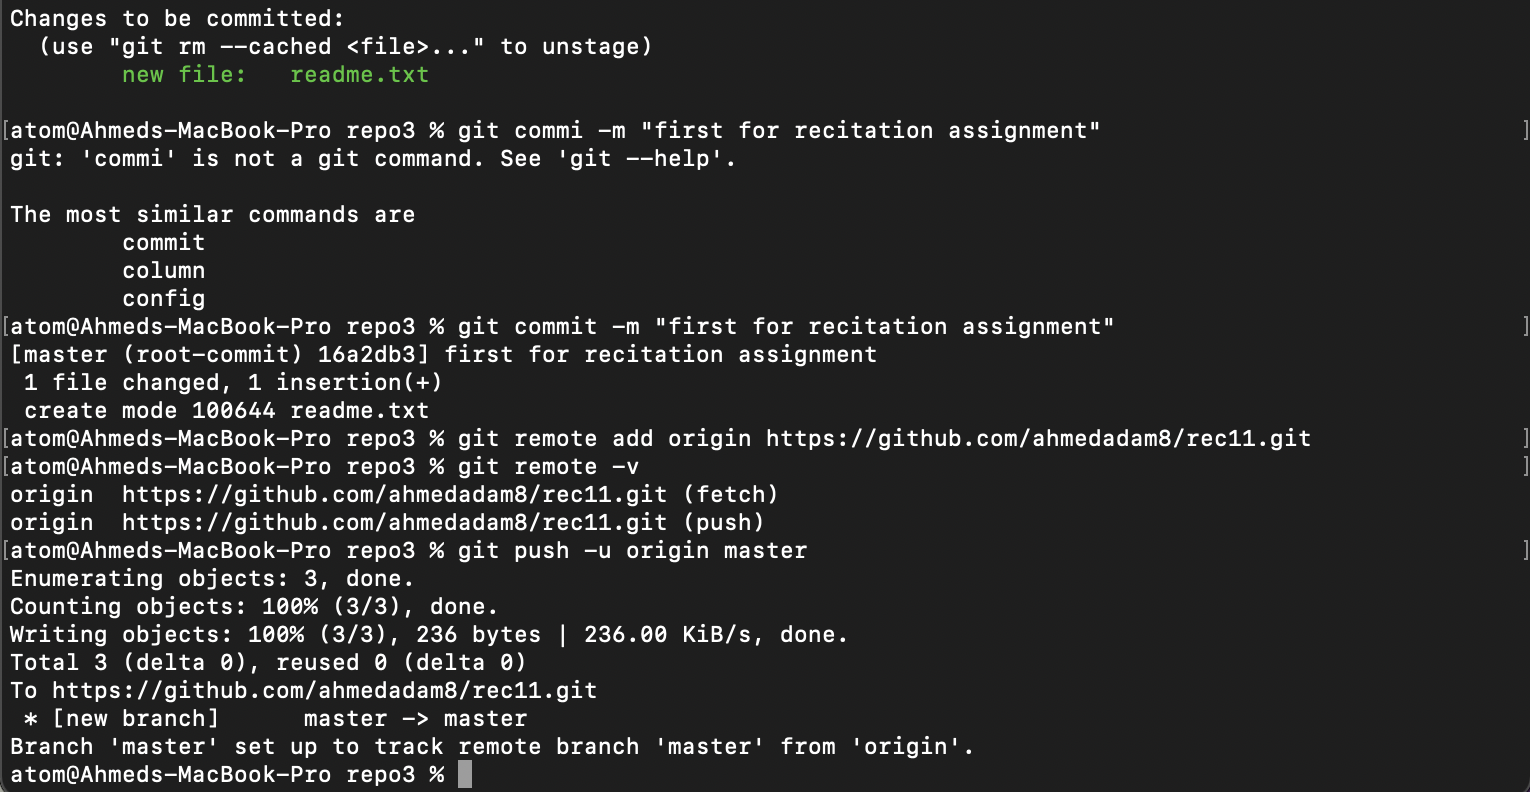 Changes to be committed:
  (use "git rm --cached <file>..." to unstage)
        new file:   readme.txt

[atom@Ahmeds-MacBook-Pro repo3 % git commi -m "first for recitation assignment" ]
git: 'commi' is not a git command. See 'git --help'.

The most similar commands are
        commit
        column
        config
[atom@Ahmeds-MacBook-Pro repo3 % git commit -m "first for recitation assignment" ]
[master (root-commit) 16a2db3] first for recitation assignment
 1 file changed, 1 insertion(+)
 create mode 100644 readme.txt
[atom@Ahmeds-MacBook-Pro repo3 % git remote add origin https://github.com/ahmedadam8/rec11.git ]
[atom@Ahmeds-MacBook-Pro repo3 % git remote -v ]
origin  https://github.com/ahmedadam8/rec11.git (fetch)
origin  https://github.com/ahmedadam8/rec11.git (push)
[atom@Ahmeds-MacBook-Pro repo3 % git push -u origin master ]
Enumerating objects: 3, done.
Counting objects: 100% (3/3), done.
Writing objects: 100% (3/3), 236 bytes | 236.00 KiB/s, done.
Total 3 (delta 0), reused 0 (delta 0)
To https://github.com/ahmedadam8/rec11.git
 * [new branch]      master -> master
Branch 'master' set up to track remote branch 'master' from 'origin'.
atom@Ahmeds-MacBook-Pro repo3 %